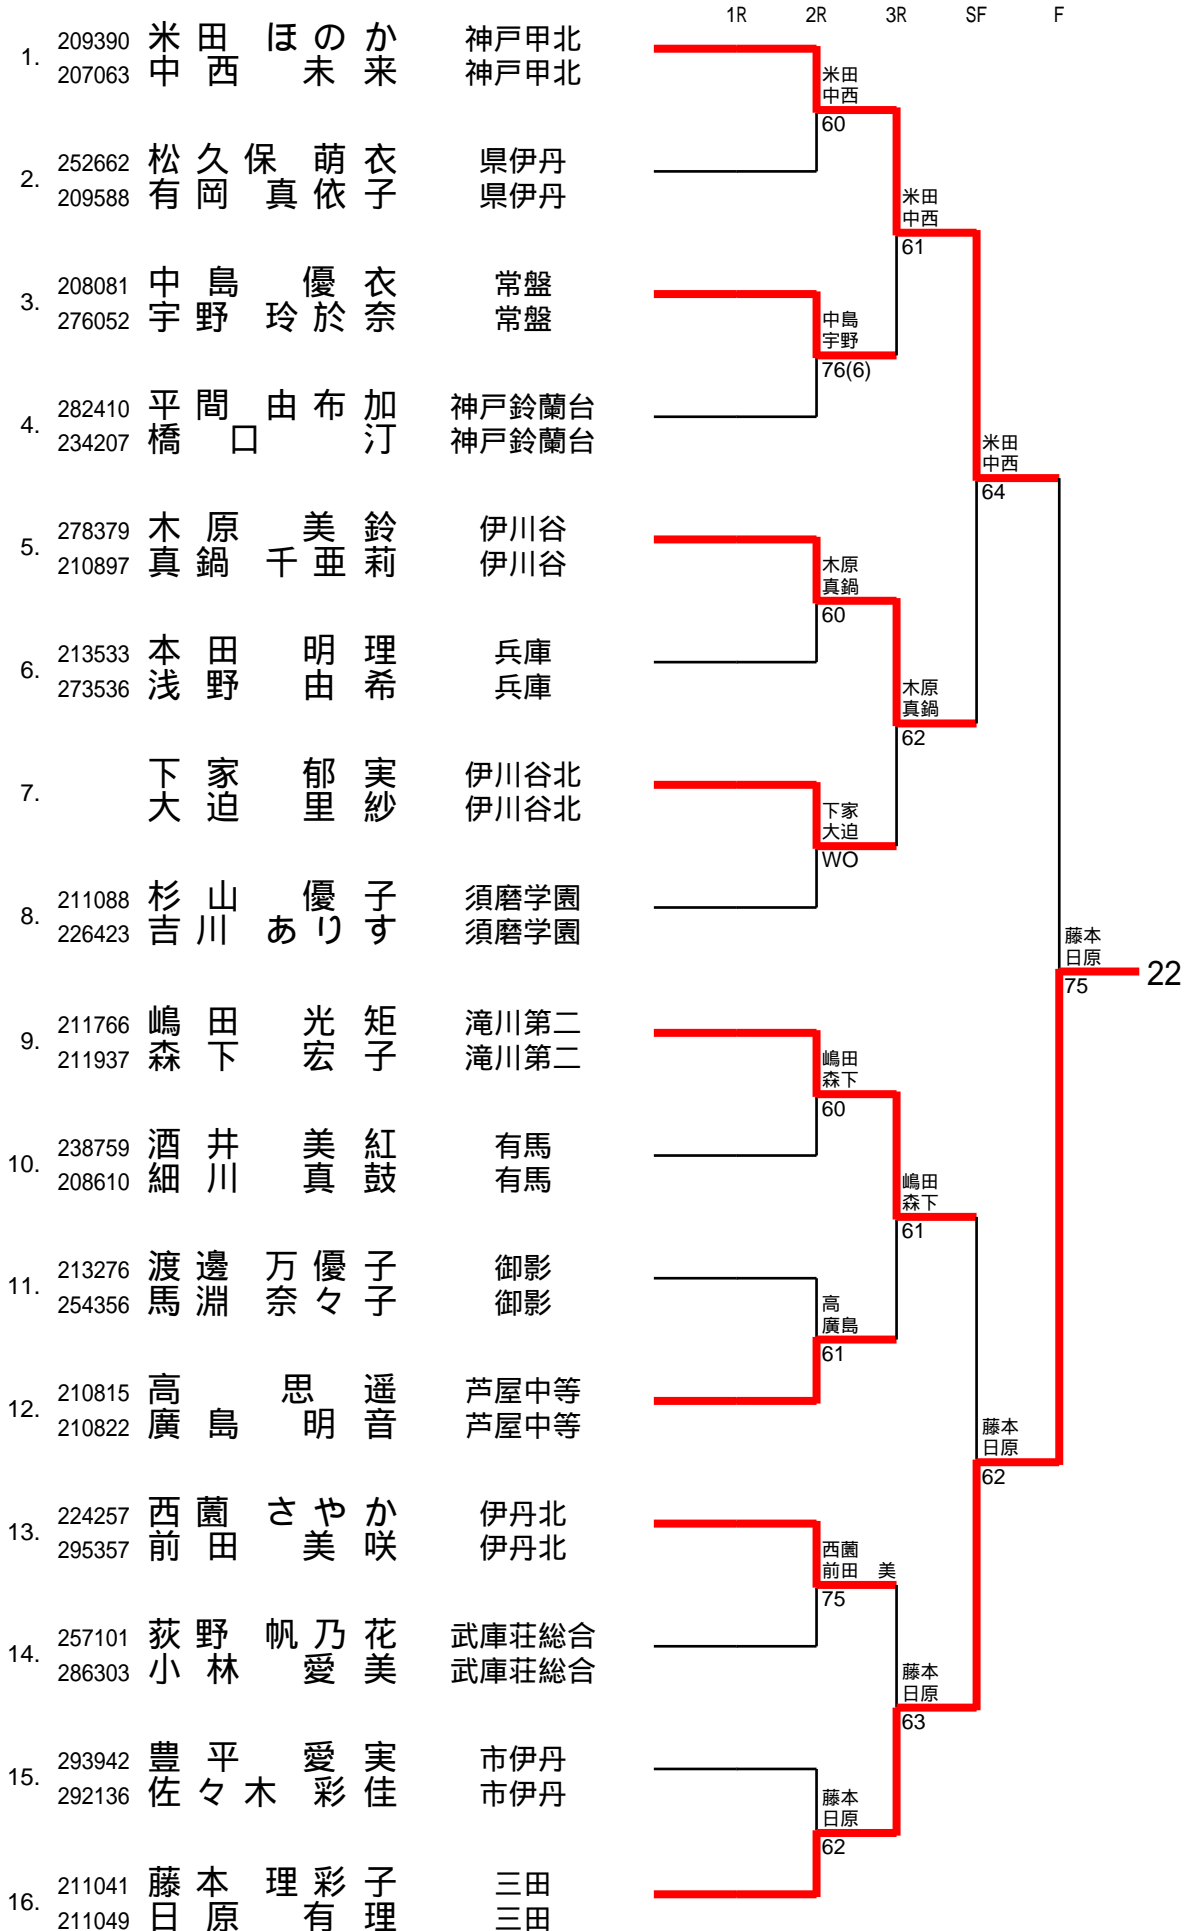 1R 2R 3R SF F
1. 209390 米田 ほのか 神戸甲北
207063 中西 未来 神戸甲北
米田
中西
60
2. 252662 松久保 萌衣 県伊丹
209588 有岡 真依子 県伊丹
米田
中西
61
3. 208081 中島 優衣 常盤
276052 宇野 玲於奈 常盤
中島
宇野
76(6)
4. 282410 平間 由布加 神戸鈴蘭台
234207 橋口 汀 神戸鈴蘭台
米田
中西
64
5. 278379 木原 美鈴 伊川谷
210897 真鍋 千亜莉 伊川谷
木原
真鍋
60
6. 213533 本田 明理 兵庫
273536 浅野 由希 兵庫
木原
真鍋
62
7. 下家 郁実 伊川谷北
大迫 里紗 伊川谷北
下家
大迫
WO
8. 211088 杉山 優子 須磨学園
226423 吉川 ありす 須磨学園
藤本
日原
75
22
9. 211766 嶋田 光矩 滝川第二
211937 森下 宏子 滝川第二
嶋田
森下
60
10. 238759 酒井 美紅 有馬
208610 細川 真鼓 有馬
嶋田
森下
61
11. 213276 渡邊 万優子 御影
254356 馬淵 奈々子 御影
高
廣島
61
12. 210815 高 思遥 芦屋中等
210822 廣島 明音 芦屋中等
藤本
日原
62
13. 224257 西薗 さやか 伊丹北
295357 前田 美咲 伊丹北
西薗
前田 美
75
14. 257101 荻野 帆乃花 武庫荘総合
286303 小林 愛美 武庫荘総合
藤本
日原
63
15. 293942 豊平 愛実 市伊丹
292136 佐々木 彩佳 市伊丹
藤本
日原
62
16. 211041 藤本 理彩子 三田
211049 日原 有理 三田